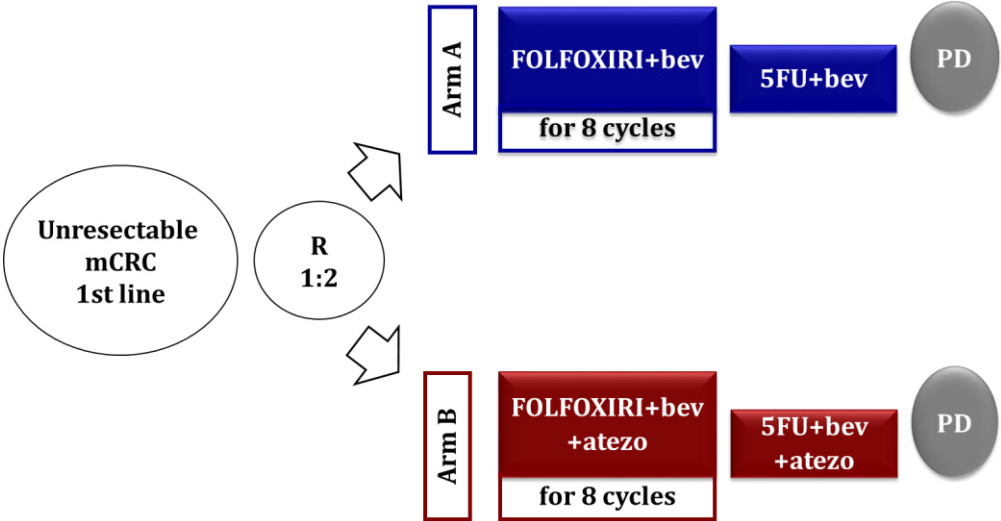 Unresectable
mCRC
1st line
R
1:2
Arm A
FOLFOXIRI+bev
for 8 cycles
5FU+bev
PD
Arm B
FOLFOXIRI+bev
+atezo
for 8 cycles
5FU+bev
+atezo
PD